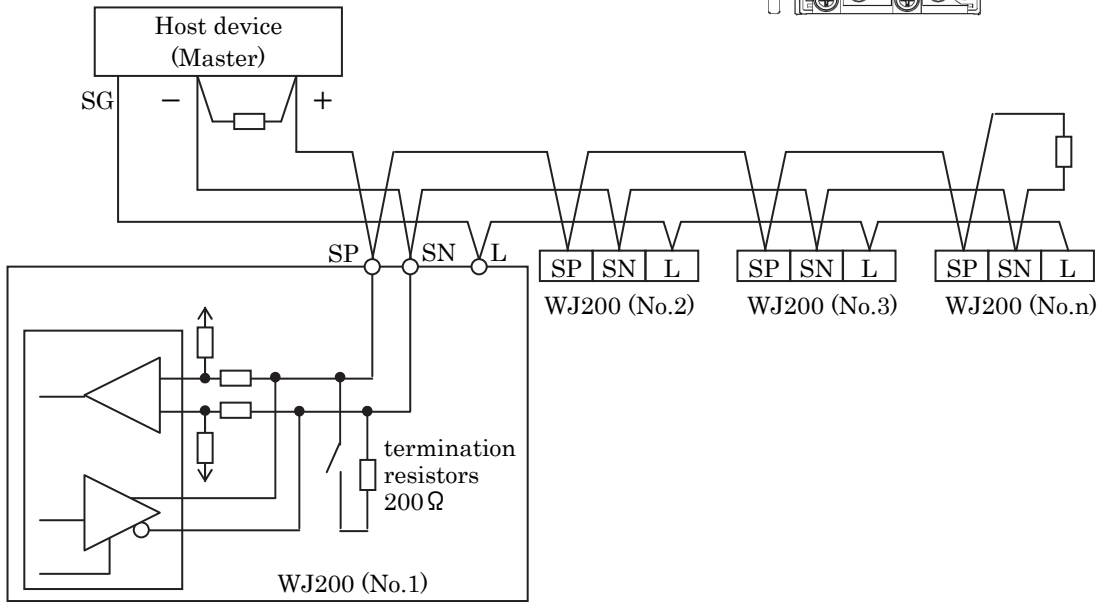 Host device
(Master)
SG − +
SP SN L
SP SN L
WJ200 (No.2)
SP SN L
WJ200 (No.3)
SP SN L
WJ200 (No.n)
termination
resistors
200Ω
WJ200 (No.1)